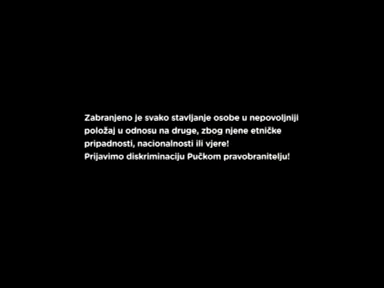 Zabranjeno je svako stavljanje osobe u nepovoljniji
položaj u odnosu na druge, zbog njene etničke
pripadnosti, nacionalnosti ili vjere!
Prijavimo diskriminaciju Pučkom pravobranitelju!